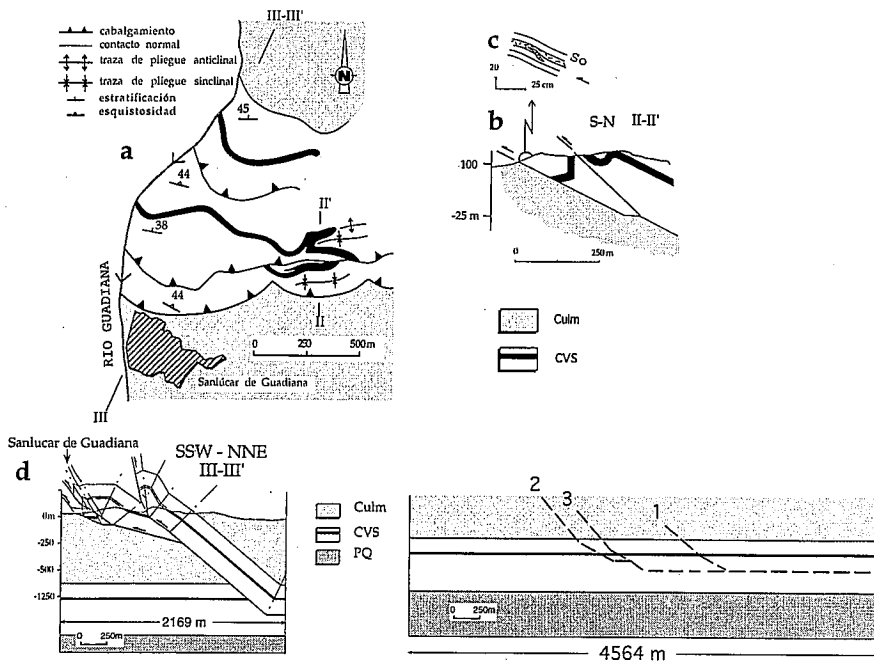 III-III'
cabalgamiento
contacto normal
traza de pliegue anticlinal
traza de pliegue sinclinal
estratificación
esquistosidad
N
a
45
44
38
44
II'
II
RIO GUADIANA
0 250 500m
Sanlúcar de Guadiana
III
c
So
20
25 cm
b
S-N II-II'
-100
-25 m
0 250m
Culm
CVS
Sanlucar de Guadiana
d
SSW - NNE
III-III'
0m
-250
-500
-1250
2169 m
0 250m
Culm
CVS
PQ
2
3
1
0 250m
4564 m